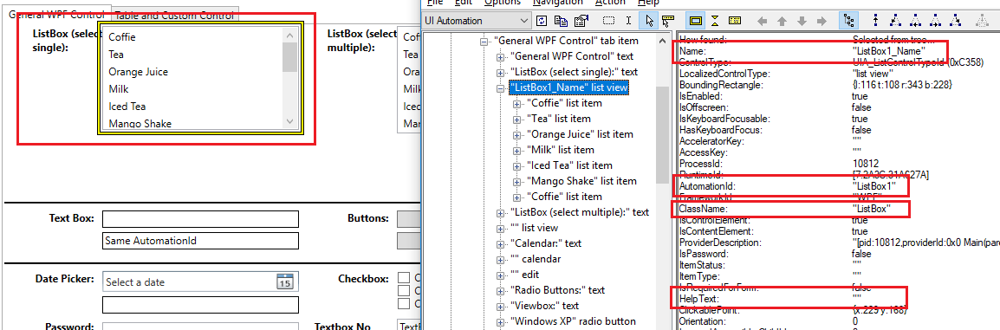 File Edit Options Navigation Action Help
General WPF Control Table and Custom Control
ListBox (select single):
Coffie
Tea
Orange Juice
Milk
Iced Tea
Mango Shake
ListBox (select multiple):
Tea
Oran
Milk
Iced
Man
Text Box:
Same AutomationId
Buttons:
Date Picker:
Select a date
15
Checkbox:
C
C
C
Password:
Textbox No
UI Automation
"General WPF Control" tab item
"General WPF Control" text
"ListBox (select single):" text
"ListBox1_Name" list view
"Coffie" list item
"Tea" list item
"Orange Juice" list item
"Milk" list item
"Iced Tea" list item
"Mango Shake" list item
"Coffie" list item
"ListBox (select multiple):" text
"" list view
"Calendar:" text
"" calendar
"" edit
"Radio Buttons:" text
"Viewbox:" text
"Windows XP" radio button
How found: Selected from tree...
Name: "ListBox1_Name"
ControlType: UIA_ListControlTypeId (0xC358)
LocalizedControlType: "list view"
BoundingRectangle: {l:116 t:108 r:343 b:228}
IsEnabled: true
IsOffscreen: false
IsKeyboardFocusable: true
HasKeyboardFocus: false
AcceleratorKey: ""
AccessKey: ""
ProcessId: 10812
RuntimeId: [7.2A3C.31A627A]
AutomationId: "ListBox1"
FrameworkId: "WPF"
ClassName: "ListBox"
IsControlElement: true
IsContentElement: true
ProviderDescription: "[pid:10812,providerId:0x0 Main(pare
IsPassword: false
ItemStatus: ""
ItemType: ""
IsRequiredForForm: false
HelpText: ""
ClickablePoint: {x:229 y:168}
Orientation: 0